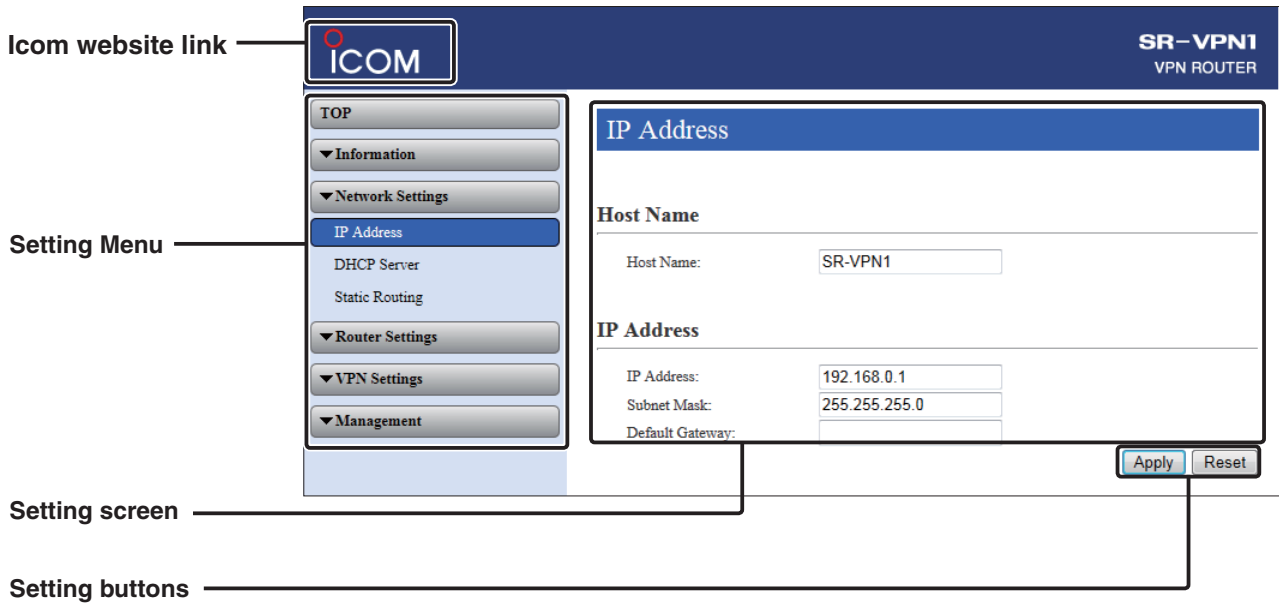 Icom website link
ICOM
SR-VPN1
VPN ROUTER
TOP
▼Information
▼Network Settings
IP Address
DHCP Server
Static Routing
▼Router Settings
▼VPN Settings
▼Management
Setting Menu
IP Address
Host Name
Host Name: SR-VPN1
IP Address
IP Address: 192.168.0.1
Subnet Mask: 255.255.255.0
Default Gateway:
Apply Reset
Setting screen
Setting buttons